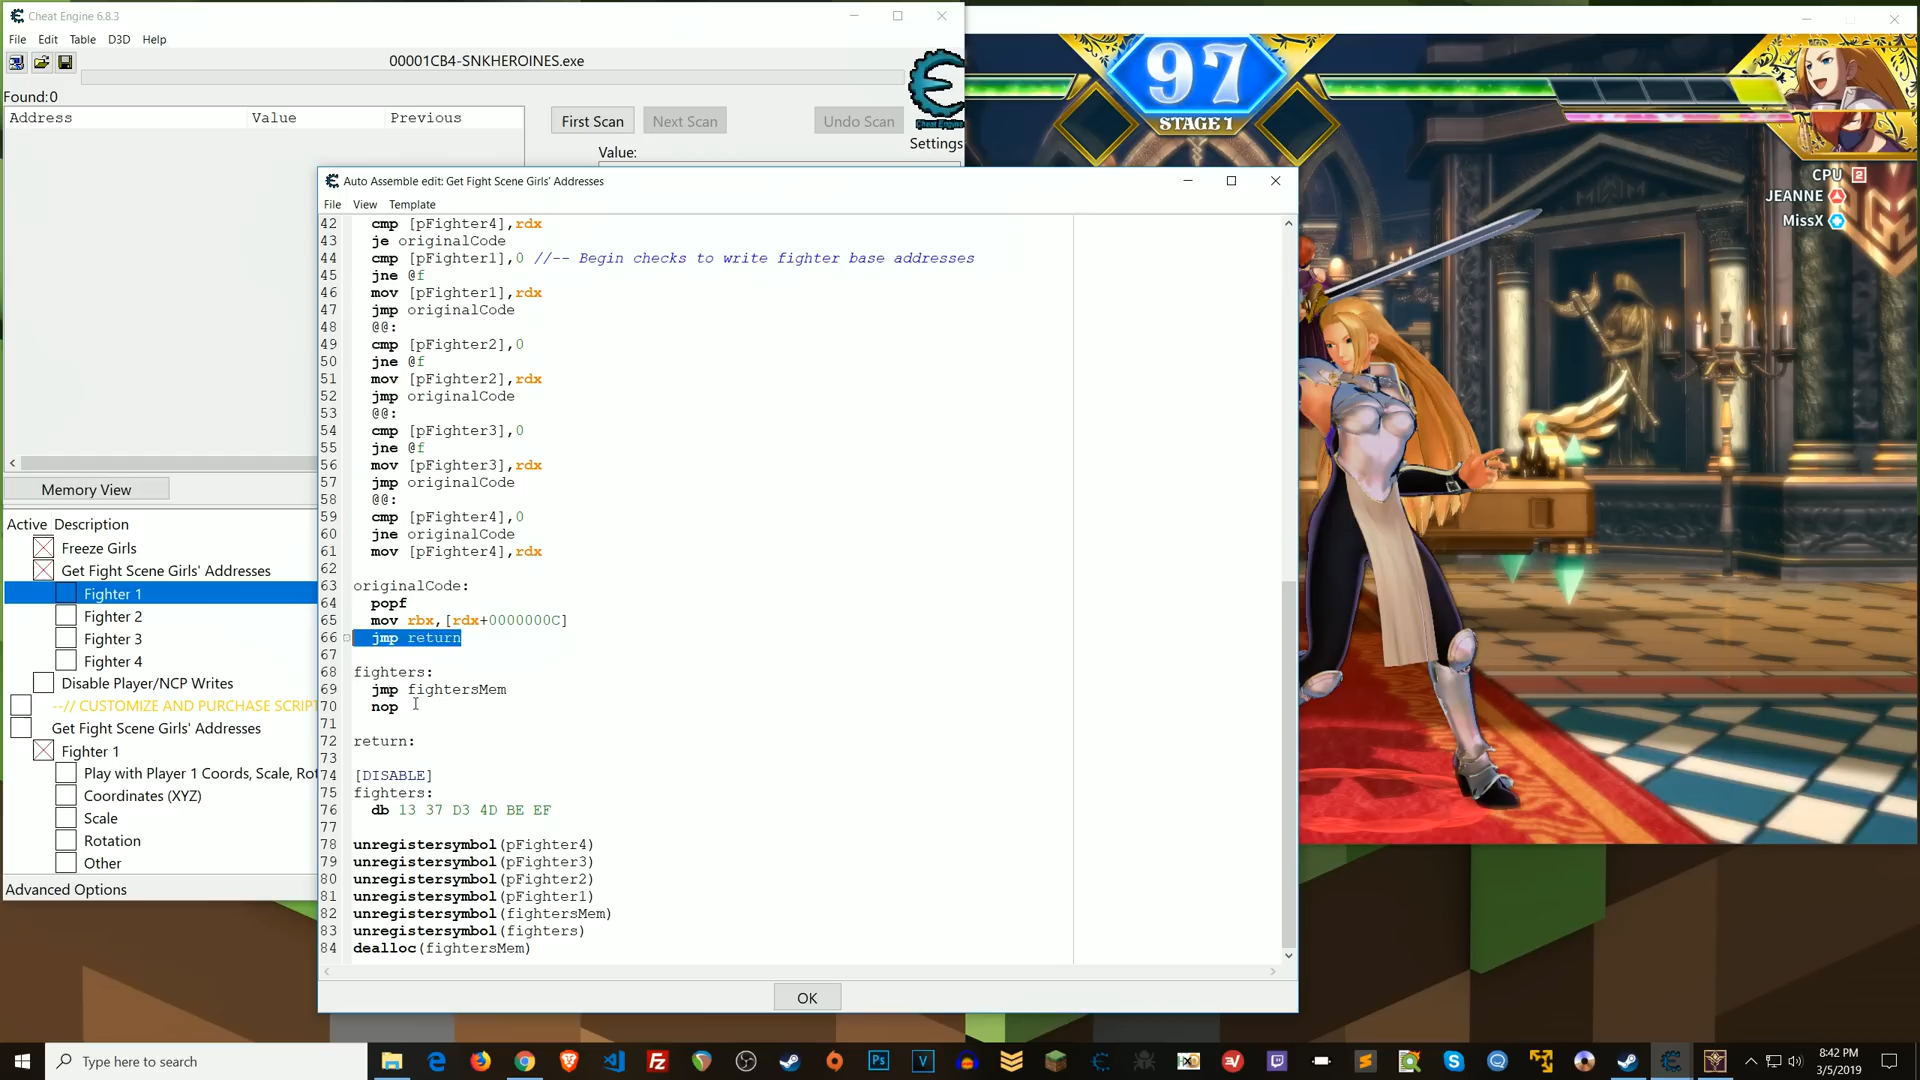 Cheat Engine 6.8.3
File Edit Table D3D Help
00001CB4-SNKHEROINES.exe
Found:0
Address Value Previous
First Scan Next Scan Undo Scan
Value:
Cheat Engine
Settings
Memory View
Active Description
Freeze Girls
Get Fight Scene Girls' Addresses
Fighter 1
Fighter 2
Fighter 3
Fighter 4
Disable Player/NCP Writes
--// CUSTOMIZE AND PURCHASE SCRIPT
Get Fight Scene Girls' Addresses
Fighter 1
Play with Player 1 Coords, Scale, Rot
Coordinates (XYZ)
Scale
Rotation
Other
Advanced Options
Auto Assemble edit: Get Fight Scene Girls' Addresses
File View Template
42 cmp [pFighter4],rdx
43 je originalCode
44 cmp [pFighter1],0 //-- Begin checks to write fighter base addresses
45 jne @f
46 mov [pFighter1],rdx
47 jmp originalCode
48 @@:
49 cmp [pFighter2],0
50 jne @f
51 mov [pFighter2],rdx
52 jmp originalCode
53 @@:
54 cmp [pFighter3],0
55 jne @f
56 mov [pFighter3],rdx
57 jmp originalCode
58 @@:
59 cmp [pFighter4],0
60 jne originalCode
61 mov [pFighter4],rdx
62
63 originalCode:
64 popf
65 mov rbx,[rdx+0000000C]
66 jmp return
67
68 fighters:
69 jmp fightersMem
70 nop
71
72 return:
73
74 [DISABLE]
75 fighters:
76 db 13 37 D3 4D BE EF
77
78 unregistersymbol(pFighter4)
79 unregistersymbol(pFighter3)
80 unregistersymbol(pFighter2)
81 unregistersymbol(pFighter1)
82 unregistersymbol(fightersMem)
83 unregistersymbol(fighters)
84 dealloc(fightersMem)
OK
97
STAGE 1
CPU 2
JEANNE
MissX
Type here to search
Ps
V
8:42 PM
3/5/2019